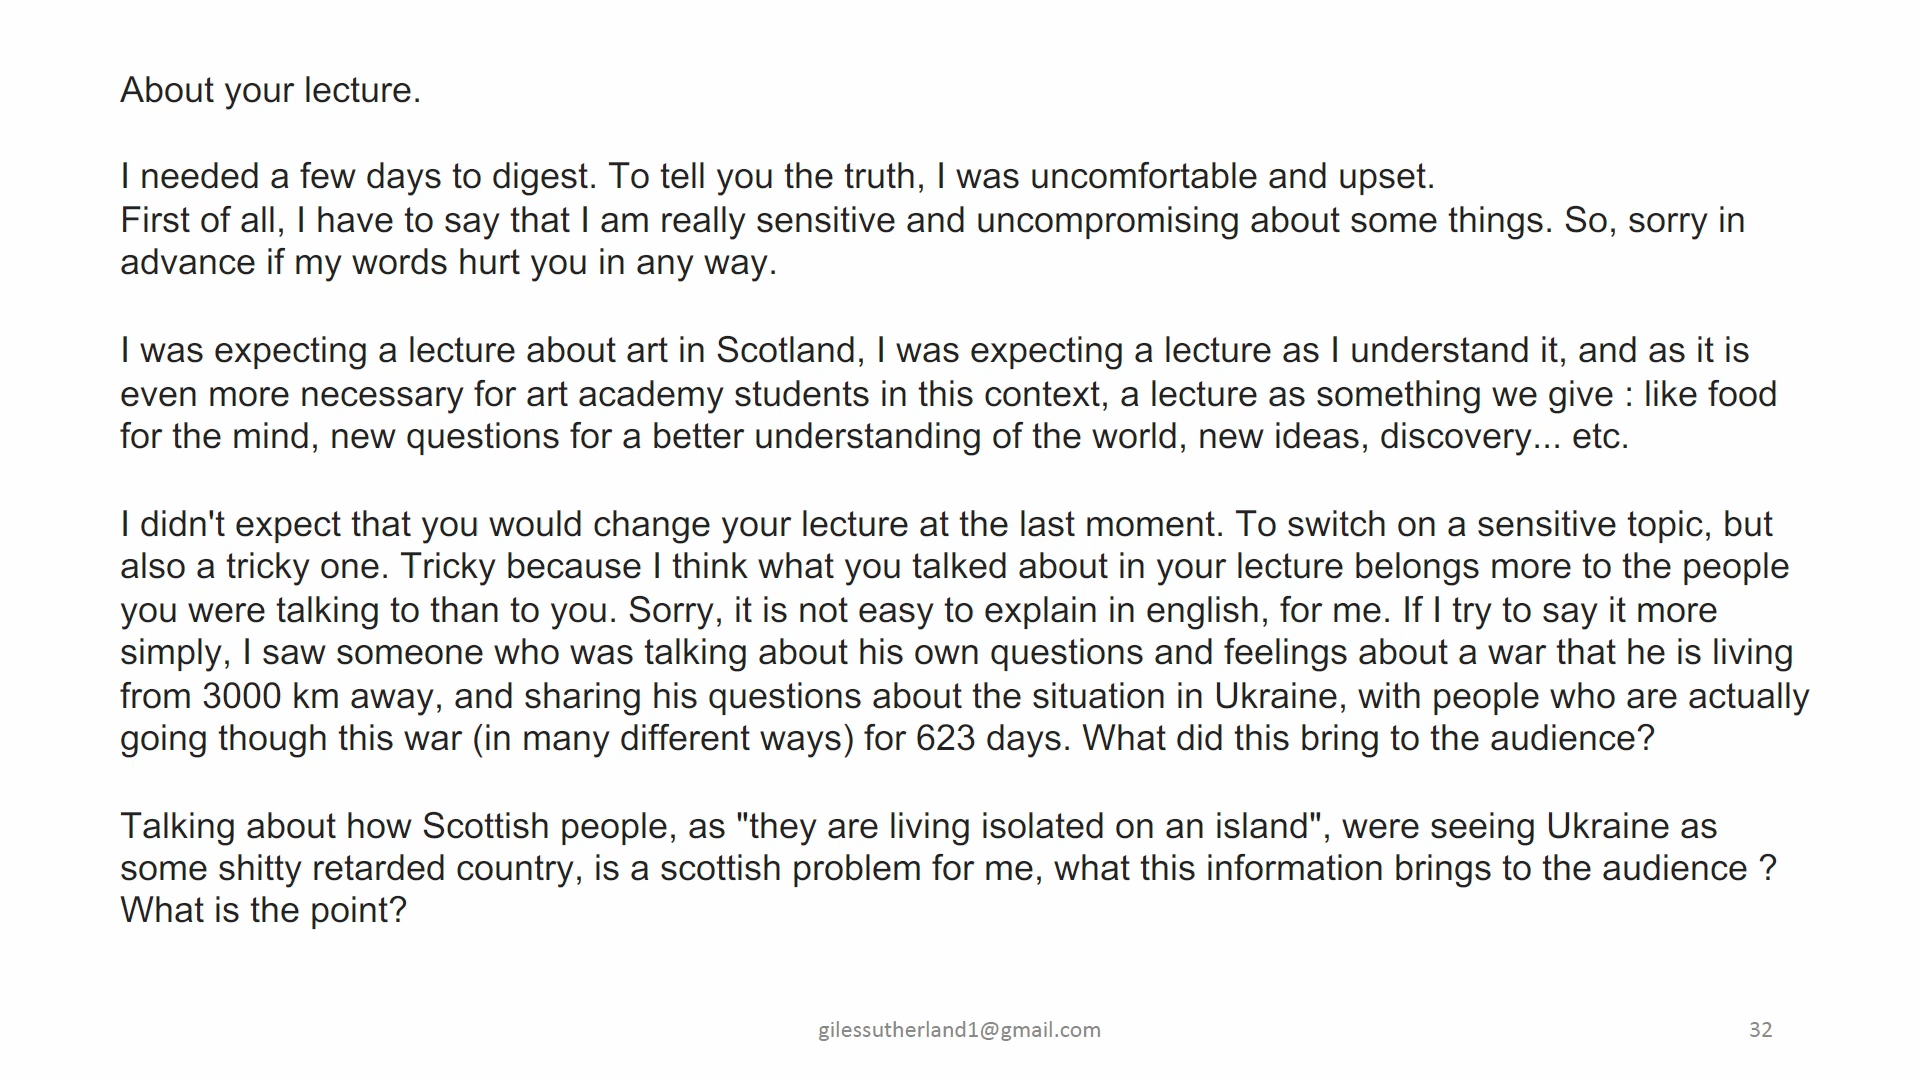 About your lecture.
I needed a few days to digest. To tell you the truth, I was uncomfortable and upset.
First of all, I have to say that I am really sensitive and uncompromising about some things. So, sorry in
advance if my words hurt you in any way.
I was expecting a lecture about art in Scotland, I was expecting a lecture as I understand it, and as it is
even more necessary for art academy students in this context, a lecture as something we give : like food
for the mind, new questions for a better understanding of the world, new ideas, discovery... etc.
I didn't expect that you would change your lecture at the last moment. To switch on a sensitive topic, but
also a tricky one. Tricky because I think what you talked about in your lecture belongs more to the people
you were talking to than to you. Sorry, it is not easy to explain in english, for me. If I try to say it more
simply, I saw someone who was talking about his own questions and feelings about a war that he is living
from 3000 km away, and sharing his questions about the situation in Ukraine, with people who are actually
going though this war (in many different ways) for 623 days. What did this bring to the audience?
Talking about how Scottish people, as "they are living isolated on an island", were seeing Ukraine as
some shitty retarded country, is a scottish problem for me, what this information brings to the audience ?
What is the point?
gilessutherland1@gmail.com
32